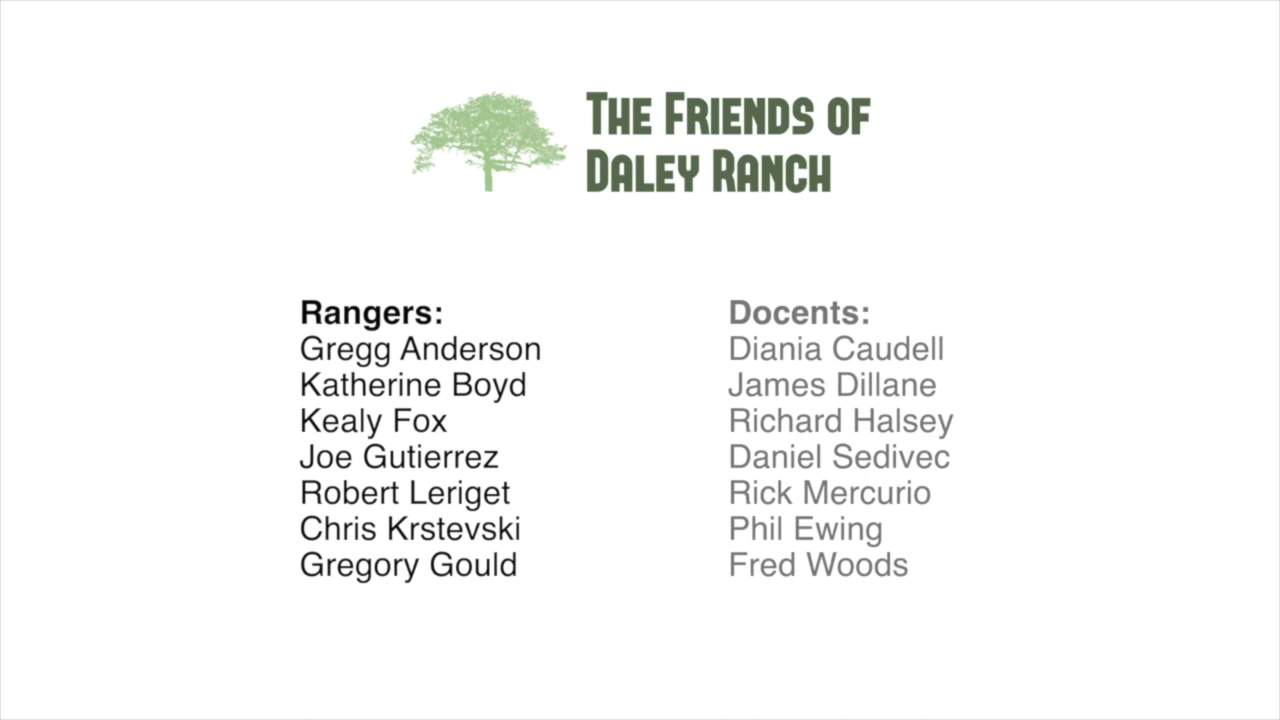 The Friends of
Daley Ranch
Rangers:
Gregg Anderson
Katherine Boyd
Kealy Fox
Joe Gutierrez
Robert Leriget
Chris Krstevski
Gregory Gould
Docents:
Diania Caudell
James Dillane
Richard Halsey
Daniel Sedivec
Rick Mercurio
Phil Ewing
Fred Woods